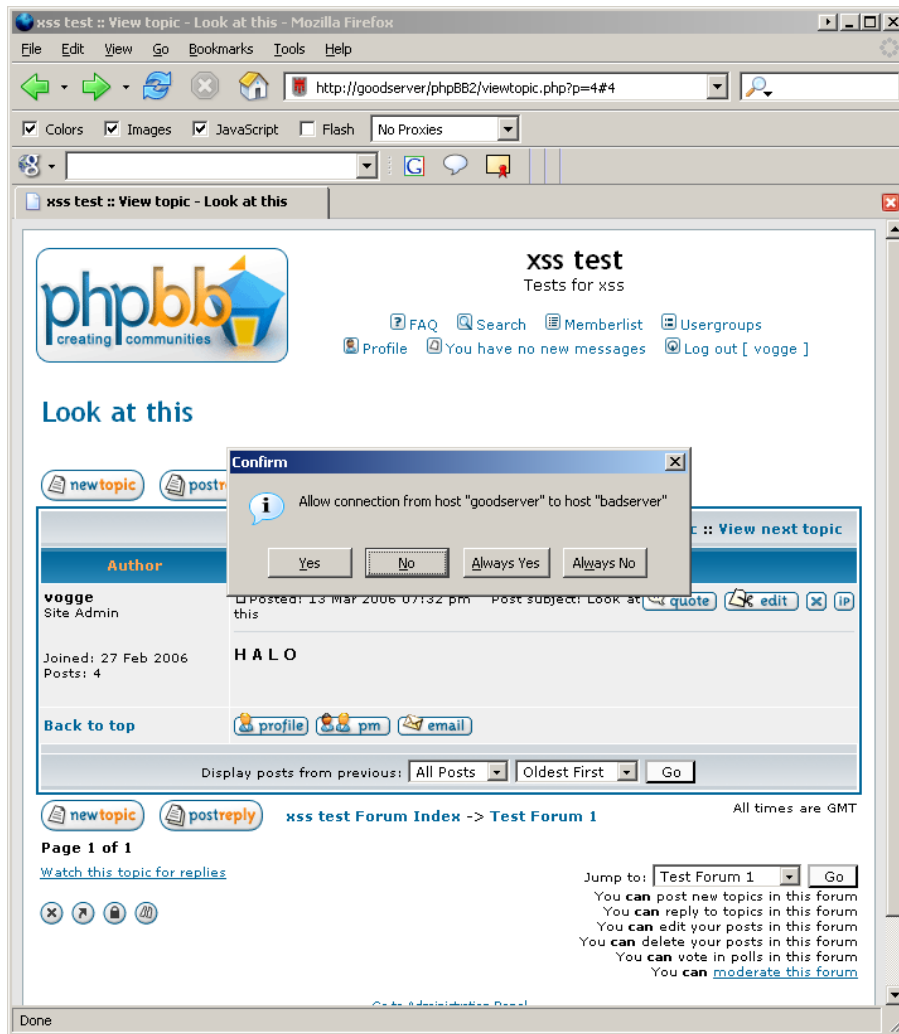 xss test :: View topic - Look at this - Mozilla Firefox
File Edit View Go Bookmarks Tools Help
http://goodserver/phpBB2/viewtopic.php?p=4#4
Colors Images JavaScript Flash No Proxies
G
xss test :: View topic - Look at this
phpbb
creating communities
xss test
Tests for xss
FAQ Search Memberlist Usergroups
Profile You have no new messages Log out [ vogge ]
Look at this
Confirm
Allow connection from host "goodserver" to host "badserver"
Yes No Always Yes Always No
newtopic postr
c :: View next topic
Author
vogge
Site Admin
Joined: 27 Feb 2006
Posts: 4
Posted: 13 Mar 2006 07:32 pm Post subject: Look at this
quote edit x iP
H A L O
Back to top
profile pm email
Display posts from previous: All Posts Oldest First Go
newtopic postreply xss test Forum Index -> Test Forum 1
All times are GMT
Page 1 of 1
Watch this topic for replies
Jump to: Test Forum 1 Go
You can post new topics in this forum
You can reply to topics in this forum
You can edit your posts in this forum
You can delete your posts in this forum
You can vote in polls in this forum
You can moderate this forum
Go to Administration Panel
Done